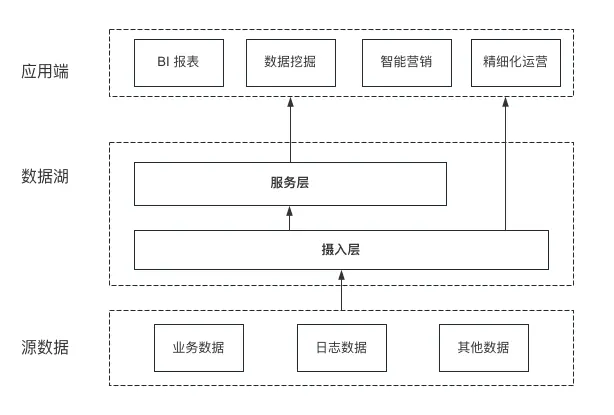 应用端
BI 报表
数据挖掘
智能营销
精细化运营
数据湖
服务层
摄入层
源数据
业务数据
日志数据
其他数据